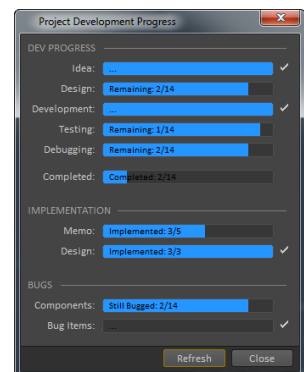 Project Development Progress
DEV PROGRESS
Idea: ...
Design: Remaining: 2/14
Development: ...
Testing: Remaining: 1/14
Debugging: Remaining: 2/14
Completed: Completed: 2/14
IMPLEMENTATION
Memo: Implemented: 3/5
Design: Implemented: 3/3
BUGS
Components: Still Bugged: 2/14
Bug Items: ...
Refresh Close